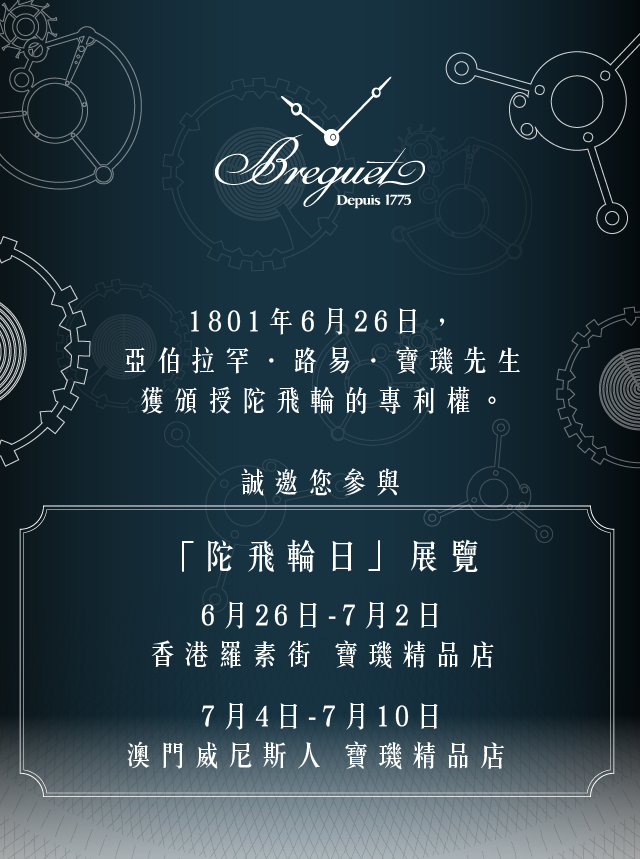 Breguet
Depuis 1775
1801年6月26日，
亞伯拉罕·路易·寶璣先生
獲頒授陀飛輪的專利權。
誠邀您參與
「陀飛輪日」展覽
6月26日-7月2日
香港羅素街 寶璣精品店
7月4日-7月10日
澳門威尼斯人 寶璣精品店